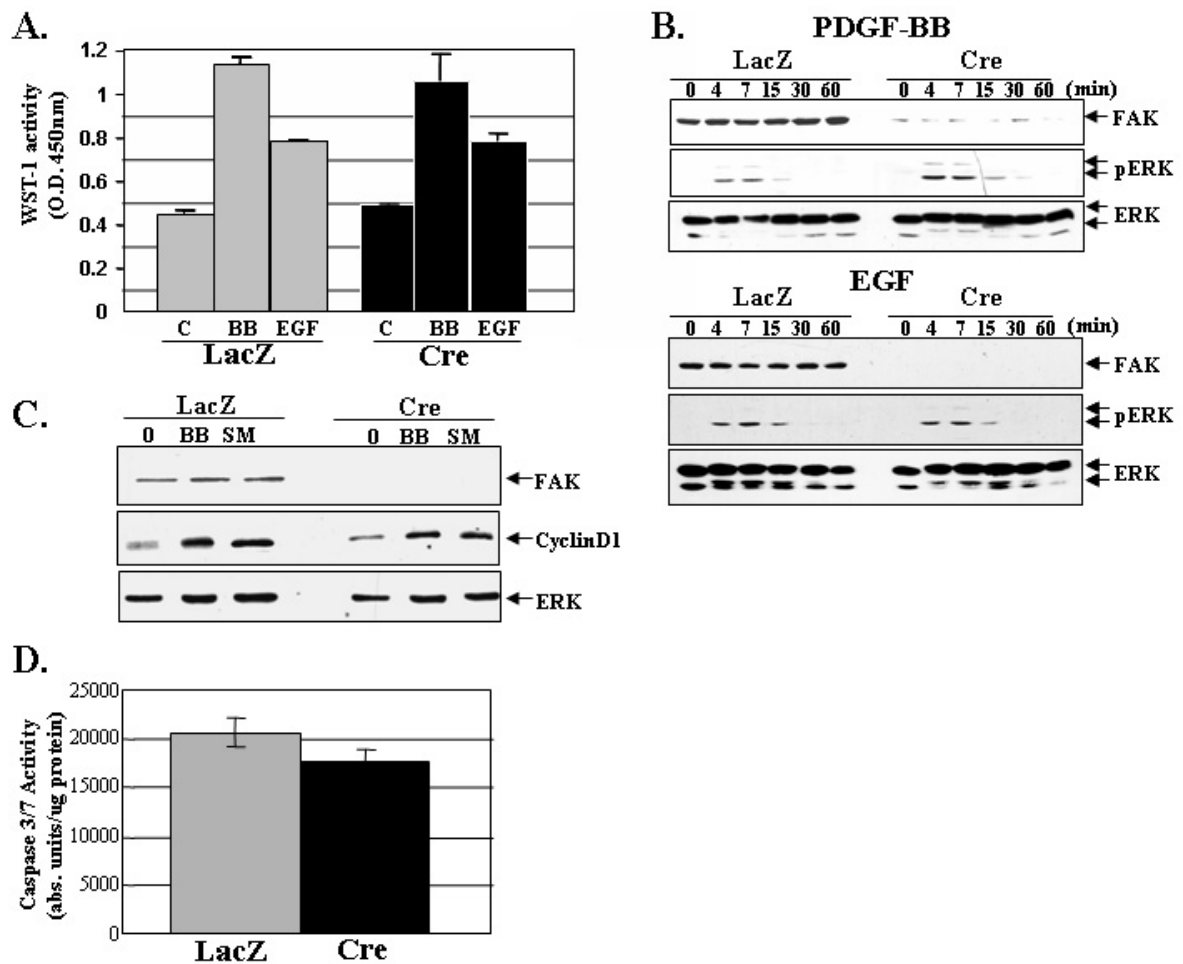 A.
1.2
1
0.8
0.6
0.4
0.2
0
WST-1 activity
(O.D. 450nm)
C BB EGF C BB EGF
LacZ Cre
B.
PDGF-BB
LacZ Cre
0 4 7 15 30 60 0 4 7 15 30 60 (min)
FAK
pERK
ERK
EGF
LacZ Cre
0 4 7 15 30 60 0 4 7 15 30 60 (min)
FAK
pERK
ERK
C.
LacZ Cre
0 BB SM 0 BB SM
FAK
CyclinD1
ERK
D.
25000
20000
15000
10000
5000
0
Caspase 3/7 Activity
(abs. units/ug protein)
LacZ Cre